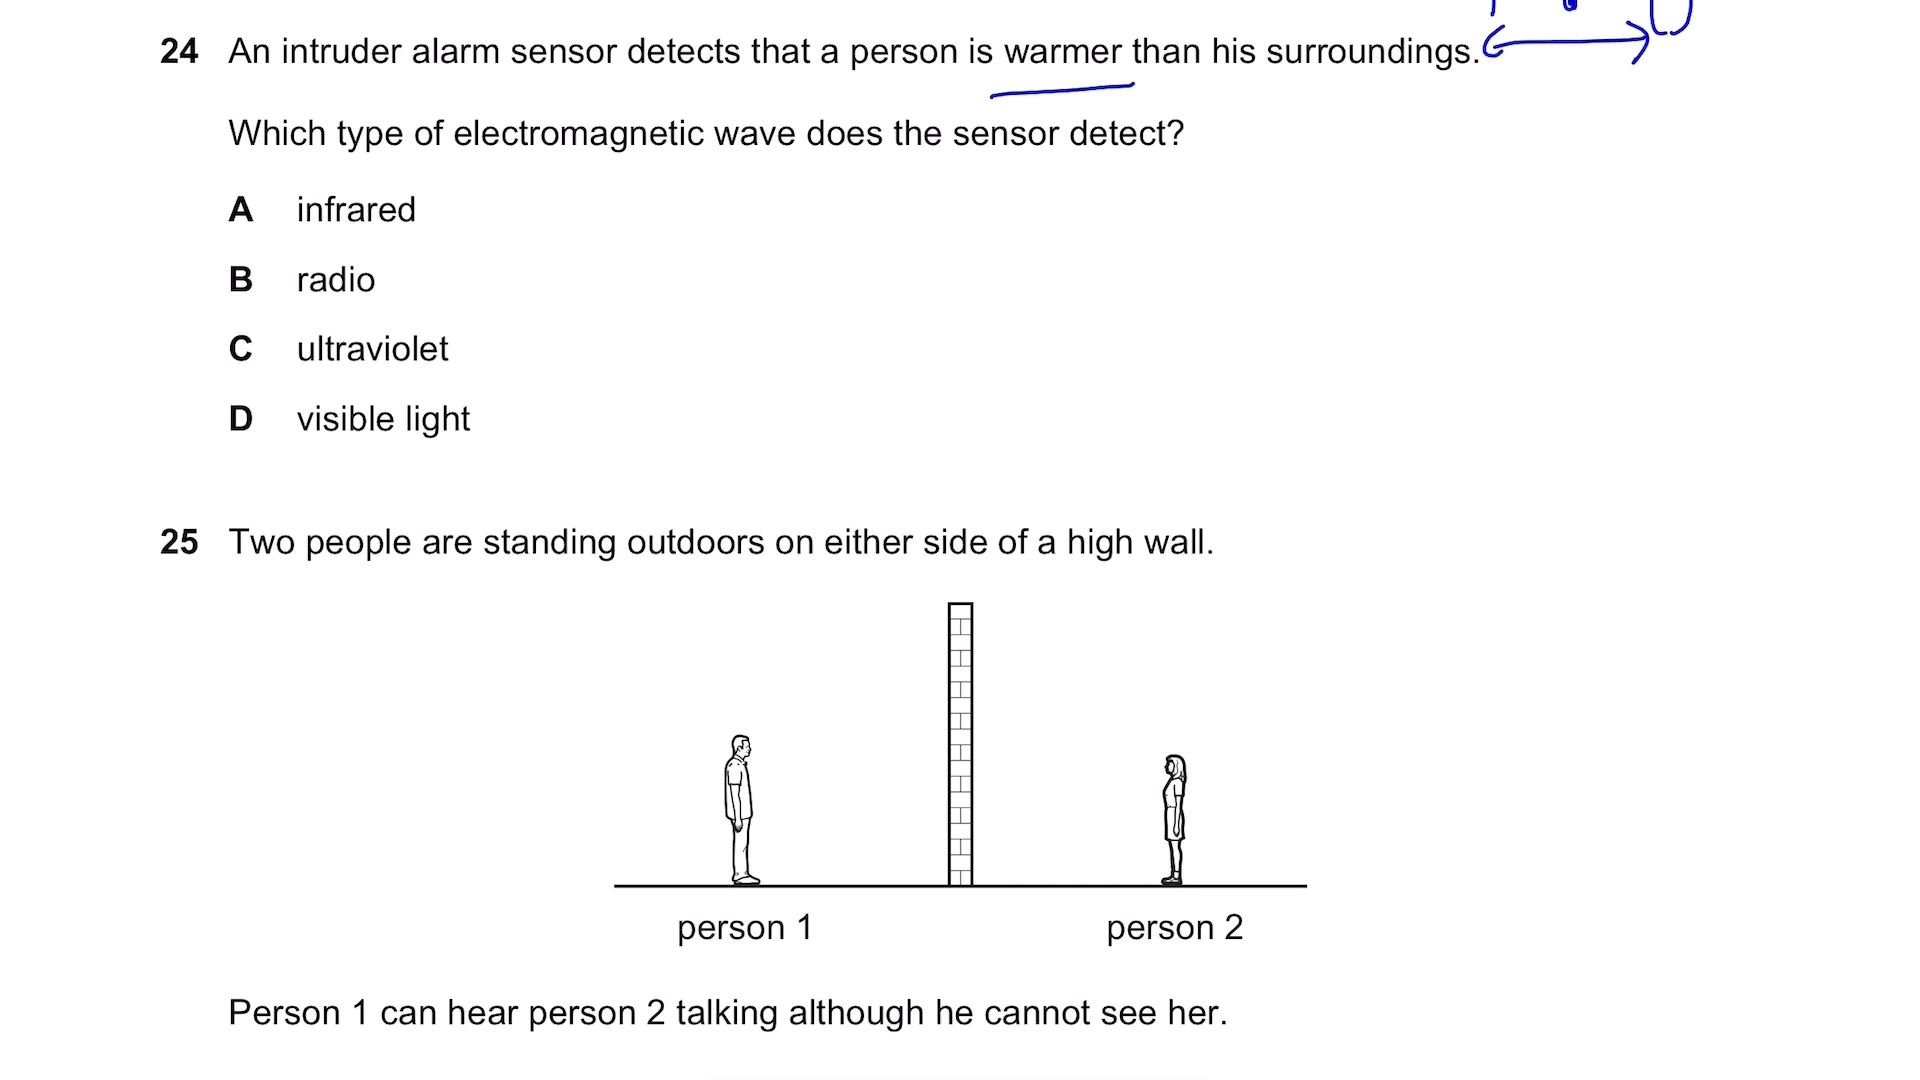 24 An intruder alarm sensor detects that a person is warmer than his surroundings.
Which type of electromagnetic wave does the sensor detect?
A infrared
B radio
C ultraviolet
D visible light
25 Two people are standing outdoors on either side of a high wall.
person 1 person 2
Person 1 can hear person 2 talking although he cannot see her.